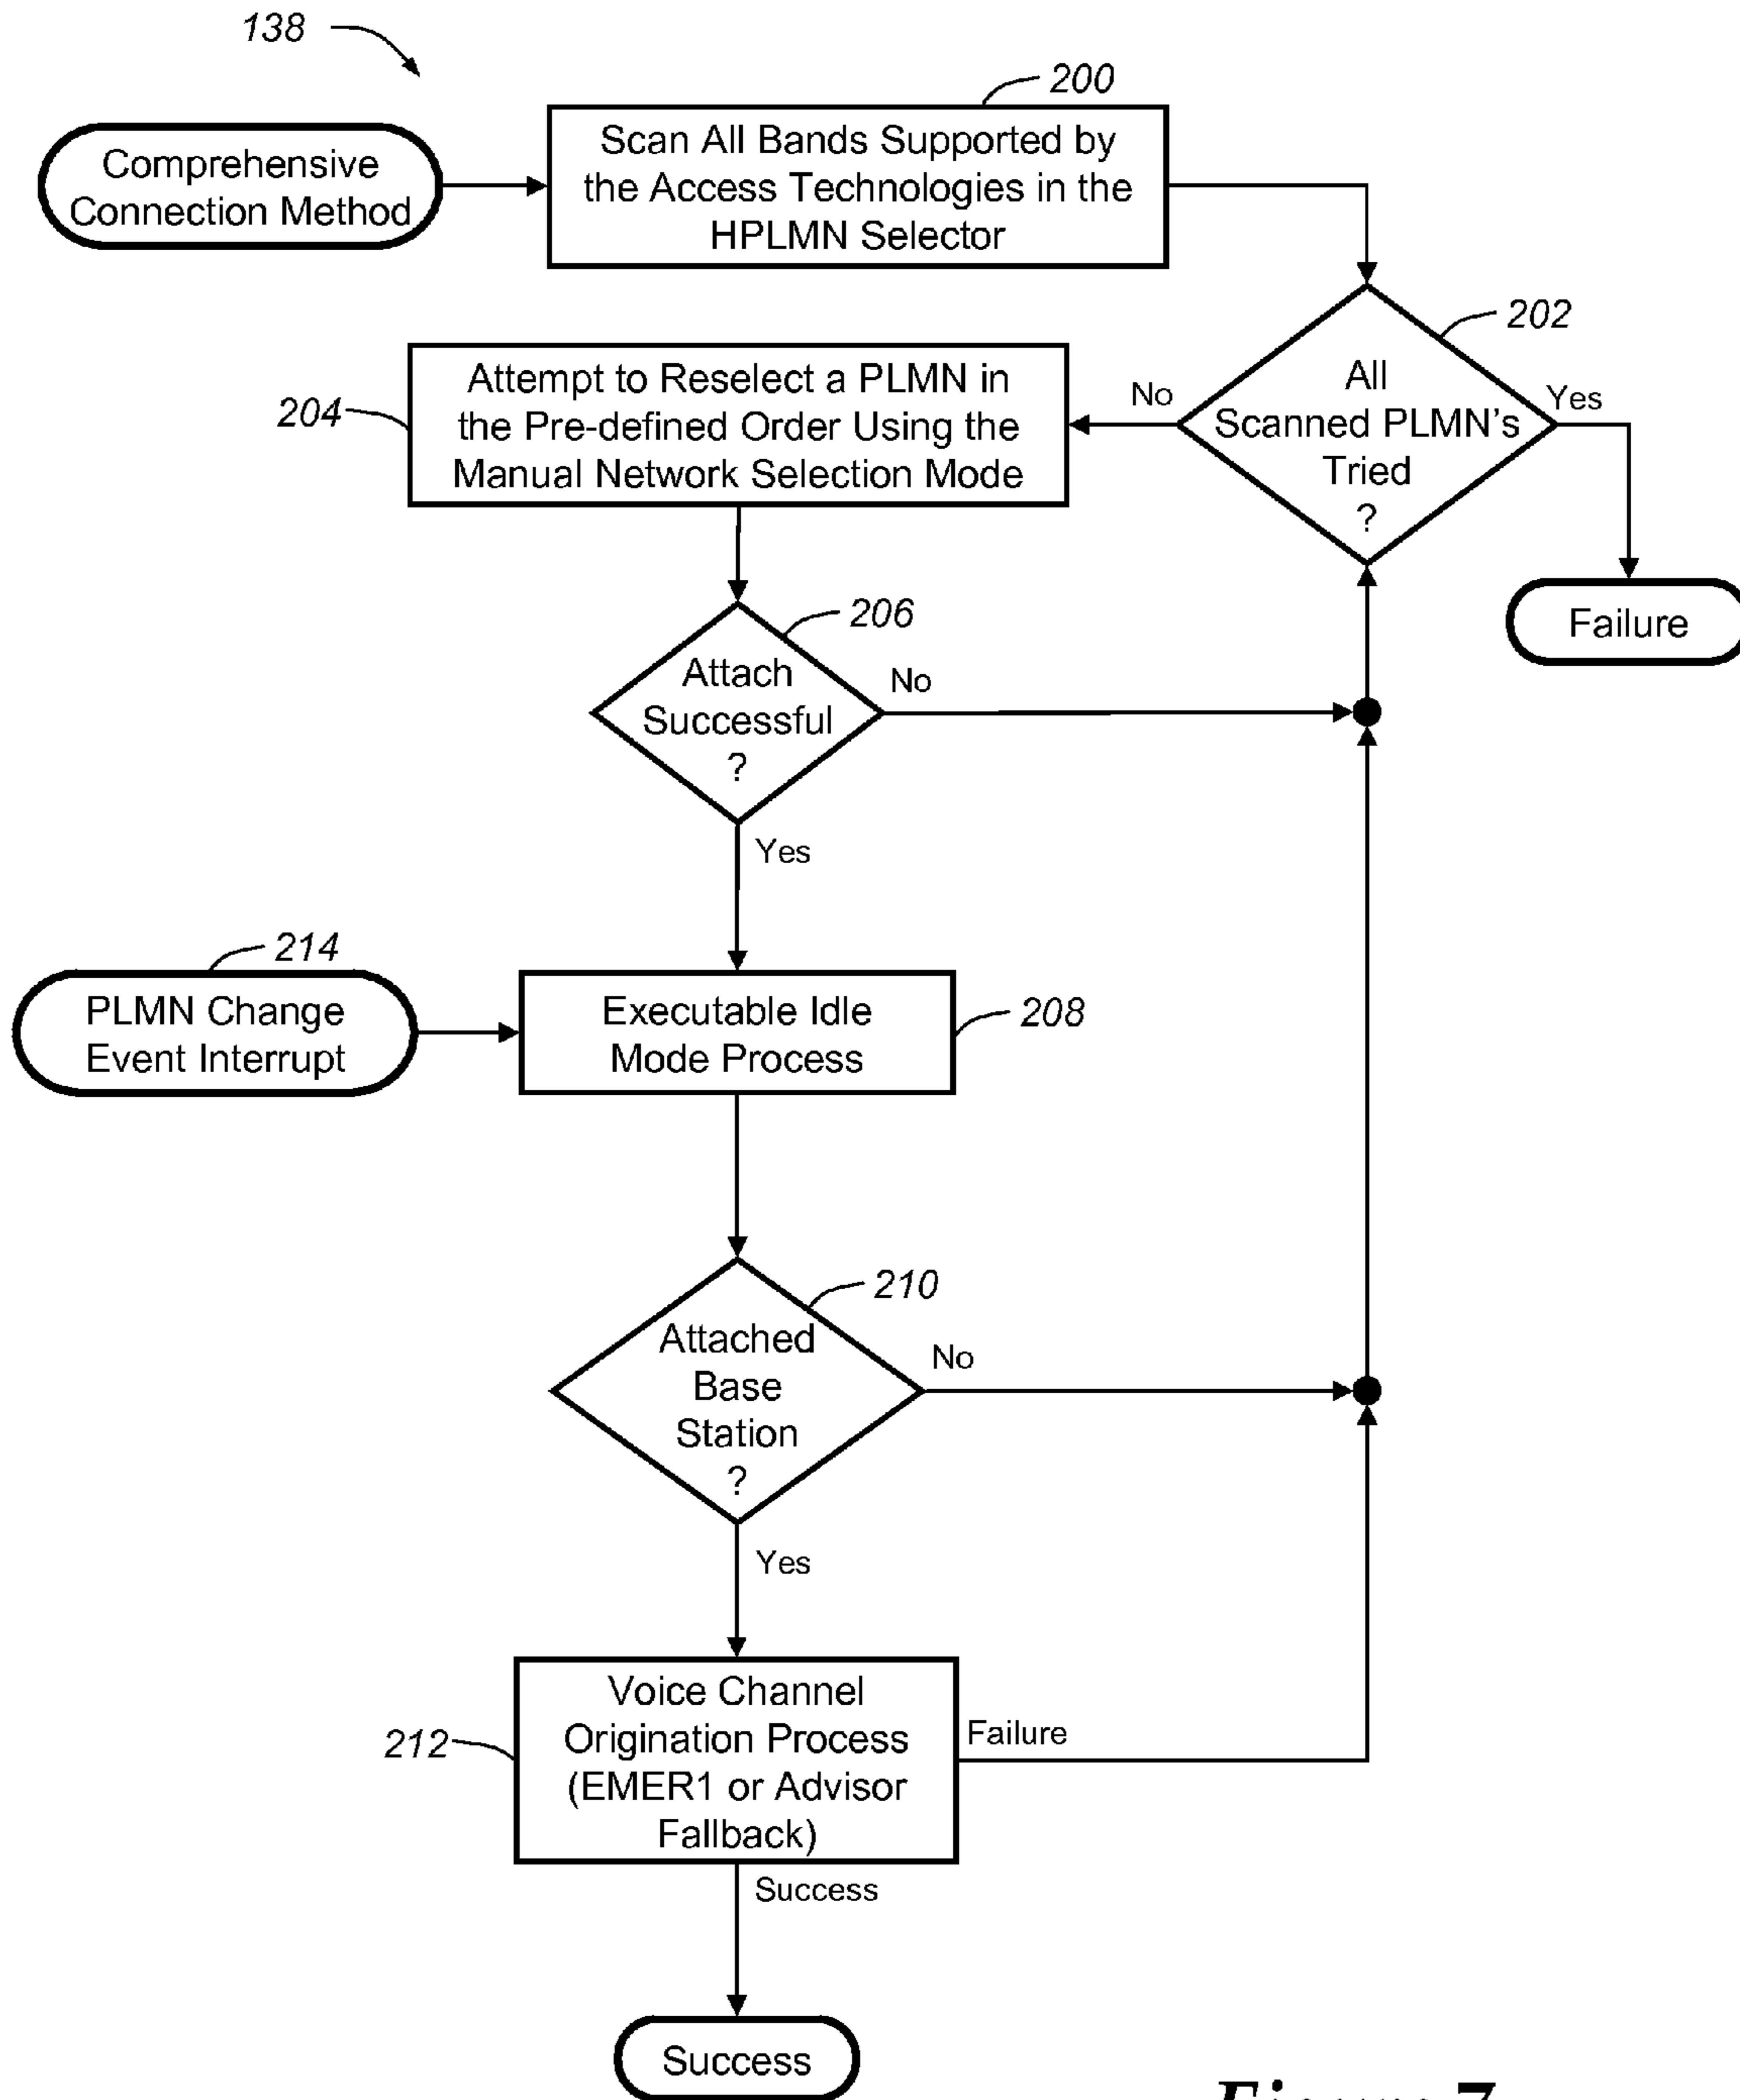 138
Comprehensive
Connection Method
200
Scan All Bands Supported by
the Access Technologies in the
HPLMN Selector
202
All
Scanned PLMN's
Tried
?
No
Yes
204
Attempt to Reselect a PLMN in
the Pre-defined Order Using the
Manual Network Selection Mode
Failure
206
Attach
Successful
?
No
Yes
214
PLMN Change
Event Interrupt
Executable Idle
Mode Process
208
210
Attached
Base
Station
?
No
Yes
212
Voice Channel
Origination Process
(EMER1 or Advisor
Fallback)
Failure
Success
Success
Figure 7